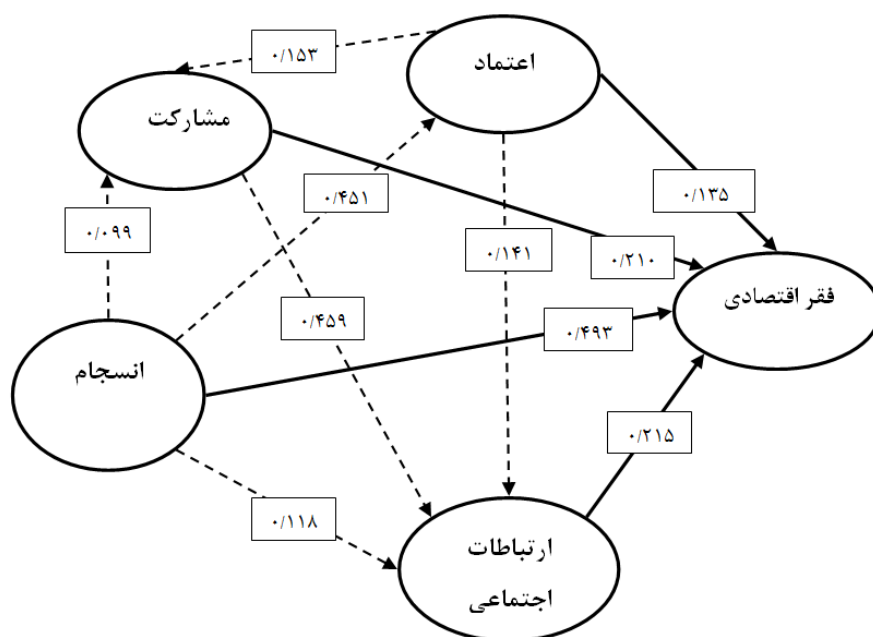 ۰/۱۵۳
اعتماد
مشارکت
۰/۴۵۱
۰/۱۳۵
۰/۰۹۹
۰/۱۴۱
۰/۲۱۰
فقر اقتصادی
۰/۴۵۹
۰/۴۹۳
انسجام
۰/۲۱۵
۰/۱۱۸
ارتباطات
اجتماعی